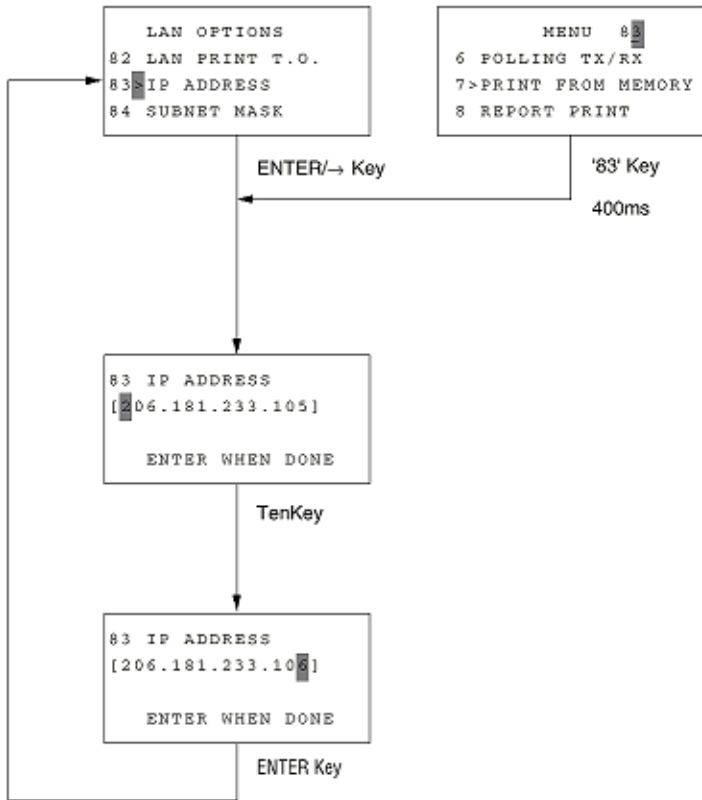 LAN OPTIONS
82 LAN PRINT T.O.
83>IP ADDRESS
84 SUBNET MASK
MENU 83
6 POLLING TX/RX
7>PRINT FROM MEMORY
8 REPORT PRINT
ENTER/→ Key
'83' Key
400ms
83 IP ADDRESS
[206.181.233.105]
ENTER WHEN DONE
TenKey
83 IP ADDRESS
[206.181.233.106]
ENTER WHEN DONE
ENTER Key